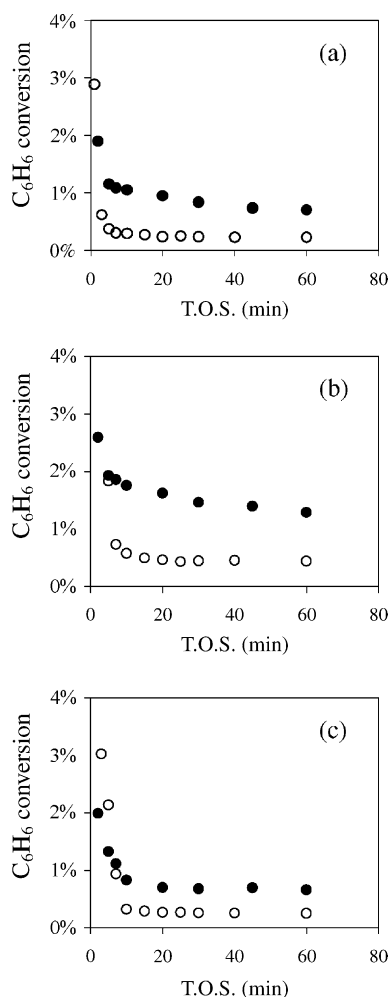 4%
(a)
3%
2%
1%
0%
C₆H₆ conversion
0 20 40 60 80
T.O.S. (min)
4%
(b)
3%
2%
1%
0%
C₆H₆ conversion
0 20 40 60 80
T.O.S. (min)
4%
(c)
3%
2%
1%
0%
C₆H₆ conversion
0 20 40 60 80
T.O.S. (min)